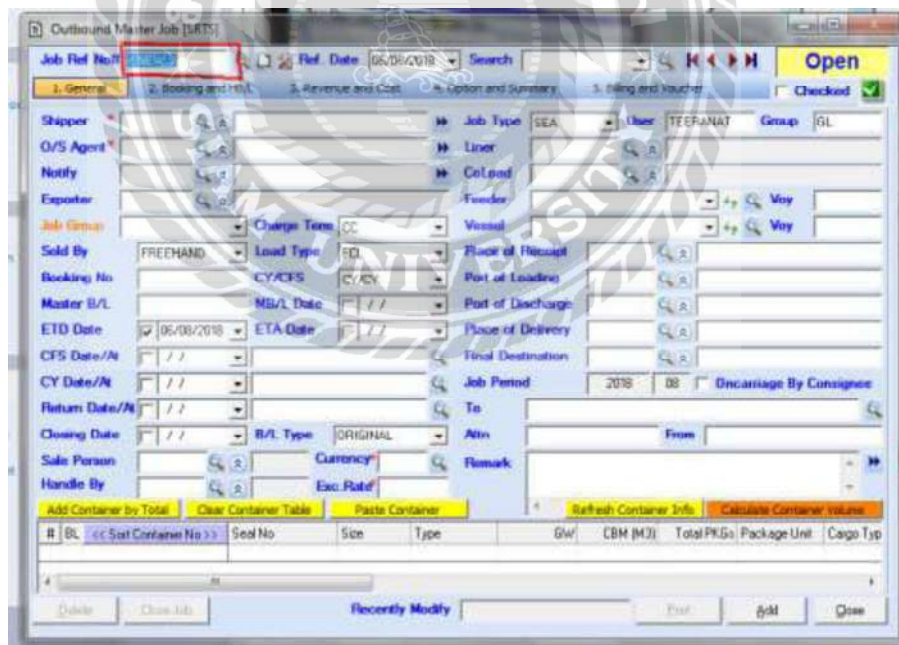 Outbound Master Job [SRTS]
Job Ref No# Ref. Date 06/08/2018 Search Open
1. General 2. Booking and HB/L 3. Revenue and Cost 4. Option and Summary 5. Billing and Voucher Checked
Shipper * Job Type SEA User TEERANAT Group GL
O/S Agent * Liner
Notify CoLoad
Exporter Feeder Voy
Job Group Charge Term CC Vessel Voy
Sold By FREEHAND Load Type FCL Place of Receipt
Booking No CY/CFS CY/CY Port of Loading
Master B/L MB/L Date / / Port of Discharge
ETD Date 06/08/2018 ETA Date / / Place of Delivery
CFS Date/At / / Final Destination
CY Date/At / / Job Period 2018 08 Oncarriage By Consignee
Return Date/At / / To
Closing Date / / B/L Type ORIGINAL Attn From
Sale Person Currency* Remark
Handle By Exc.Rate*
Add Container by Total Clear Container Table Paste Container Refresh Container Info Calculate Container Volume
# BL << Sort Container No >> Seal No Size Type G/W CBM (M3) Total PKGs Package Unit Cargo Typ
Delete Close Job Recently Modify Print Add Close
UNIVERSITY